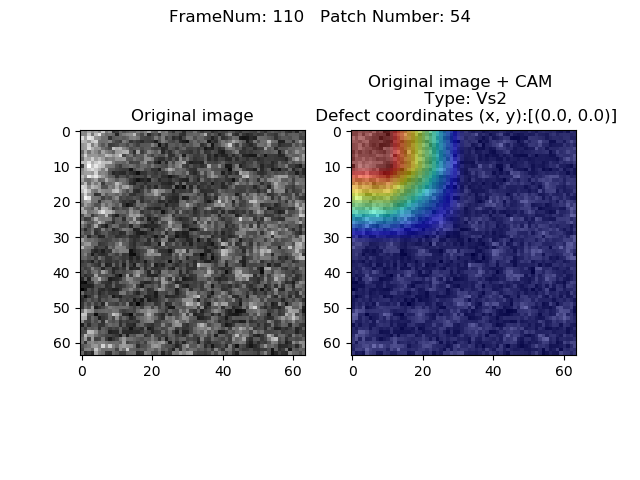 FrameNum: 110   Patch Number: 54
Original image
Original image + CAM
Type: Vs2
Defect coordinates (x, y):[(0.0, 0.0)]
0
10
20
30
40
50
60
0 20 40 60
0
10
20
30
40
50
60
0 20 40 60